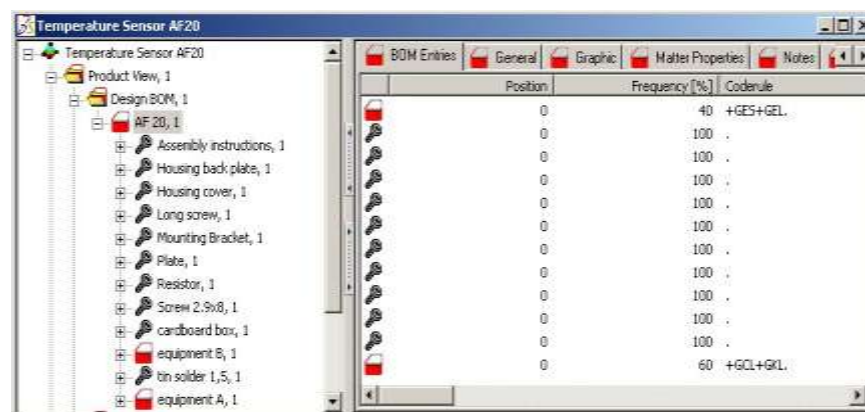 Temperature Sensor AF20
Temperature Sensor AF20
Product View, 1
Design BOM, 1
AF 20, 1
Assembly instructions, 1
Housing back plate, 1
Housing cover, 1
Long screw, 1
Mounting Bracket, 1
Plate, 1
Resistor, 1
Screw 2.9x8, 1
cardboard box, 1
equipment B, 1
tin solder 1,5, 1
equipment A, 1
BOM Entries General Graphic Matter Properties Notes
Position Frequency [%] Coderule
0 40 +GES+GEL.
0 100 .
0 100 .
0 100 .
0 100 .
0 100 .
0 100 .
0 100 .
0 100 .
0 100 .
0 100 .
0 60 +GCL+GKL.